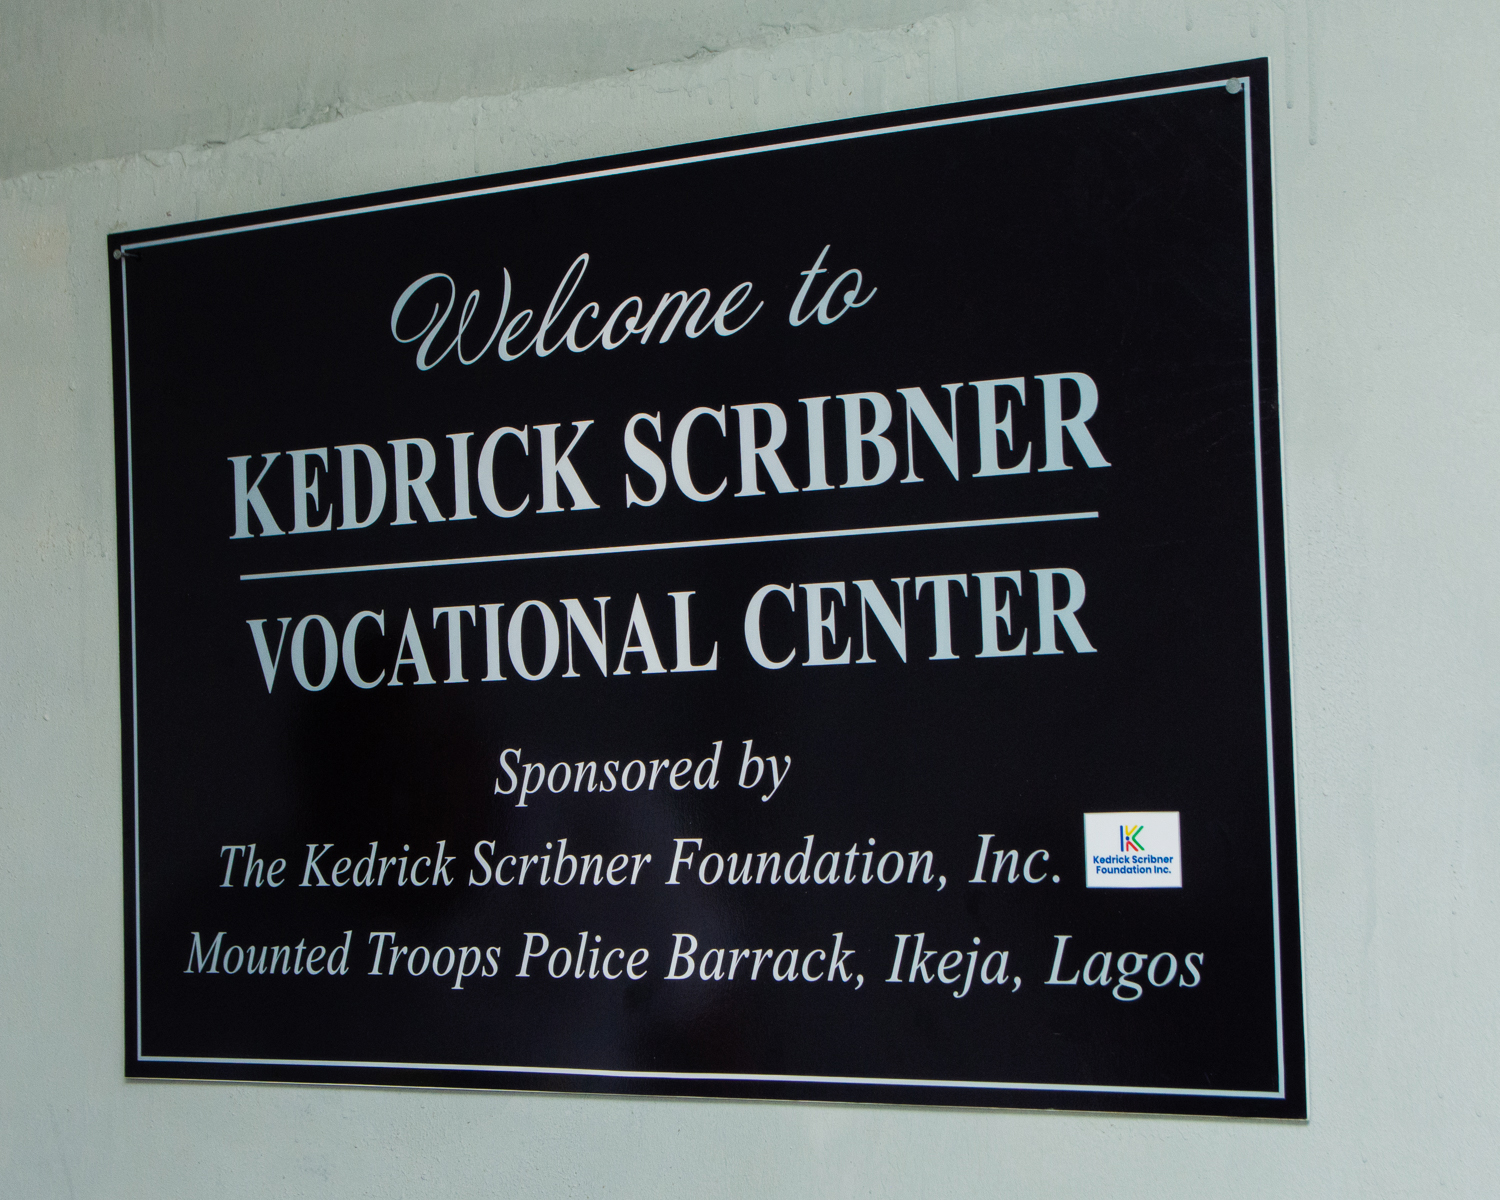 Welcome to
KEDRICK SCRIBNER
VOCATIONAL CENTER
Sponsored by
The Kedrick Scribner Foundation, Inc.
Kedrick Scribner
Foundation Inc.
Mounted Troops Police Barrack, Ikeja, Lagos